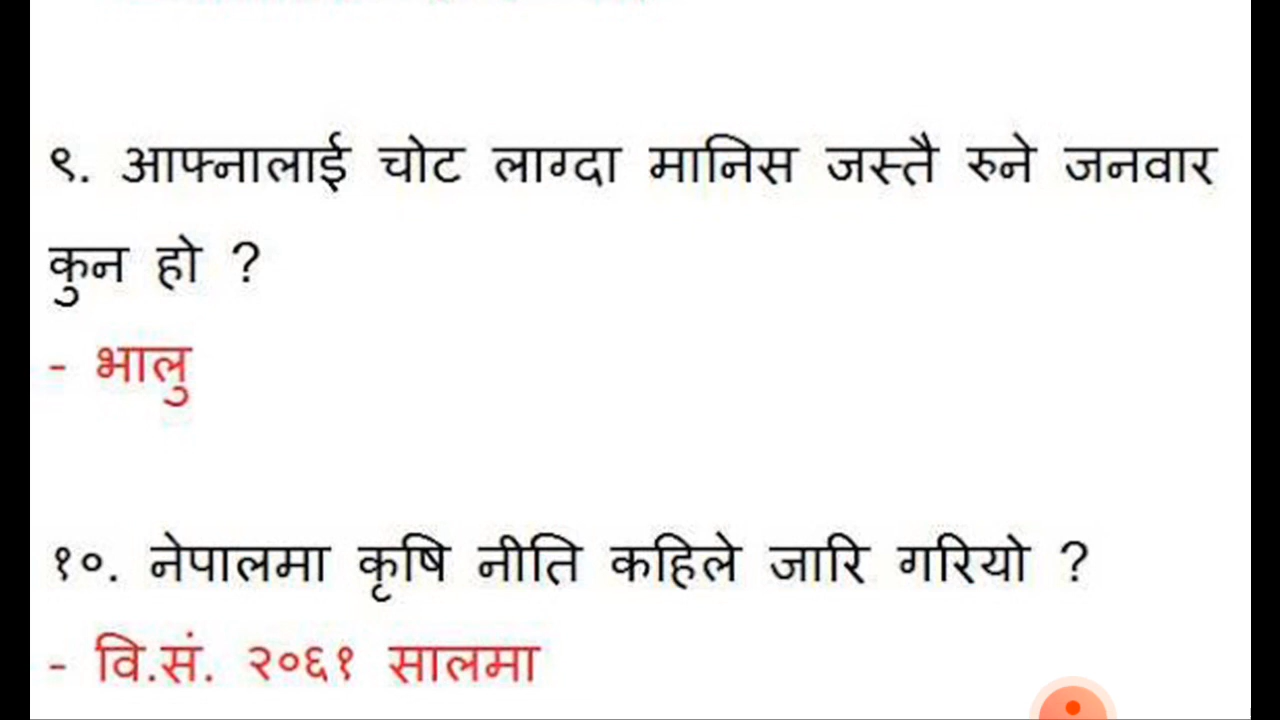 ९. आफ्नालाई चोट लाग्दा मानिस जस्तै रुने जनवार
कुन हो ?
- भालु
१०. नेपालमा कृषि नीति कहिले जारि गरियो ?
- वि.सं. २०६१ सालमा